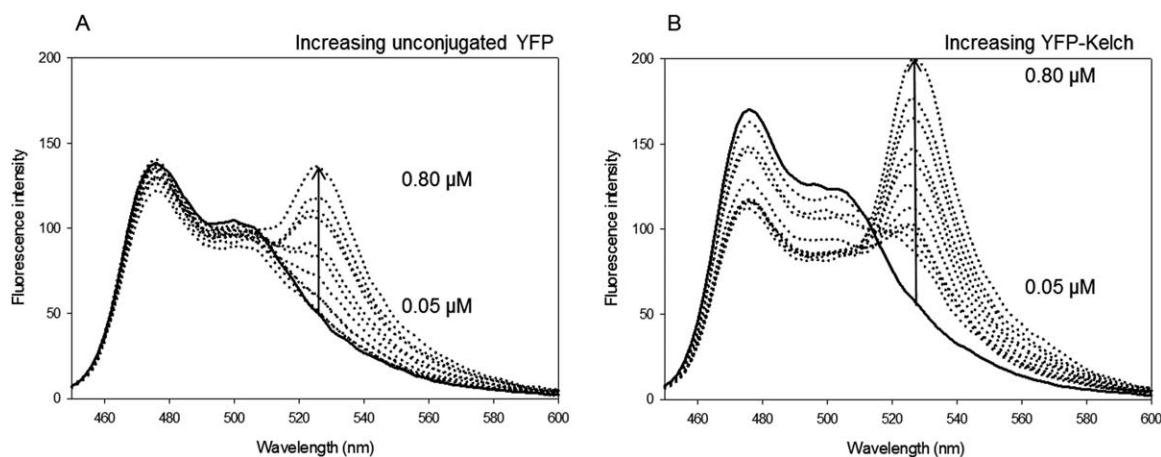 A
Increasing unconjugated YFP
200
150
100
50
0
Fluorescence intensity
0.80 µM
0.05 µM
460 480 500 520 540 560 580 600
Wavelength (nm)
B
Increasing YFP-Kelch
200
150
100
50
0
Fluorescence intensity
0.80 µM
0.05 µM
460 480 500 520 540 560 580 600
Wavelength (nm)